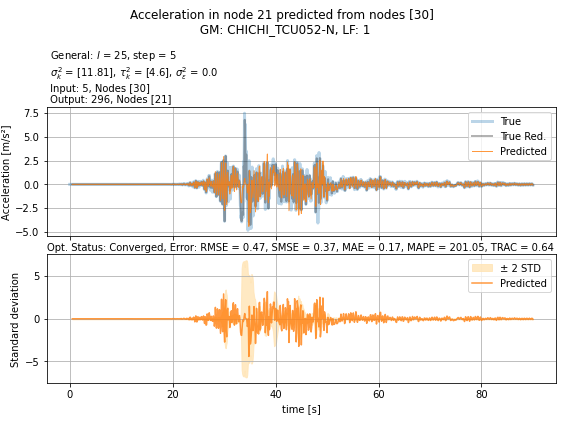 Acceleration in node 21 predicted from nodes [30]
GM: CHICHI_TCU052-N, LF: 1
General: l = 25, step = 5
σ²ₖ = [11.81], τ²ₖ = [4.6], σ²ε = 0.0
Input: 5, Nodes [30]
Output: 296, Nodes [21]
Acceleration [m/s²]
7.5
5.0
2.5
0.0
−2.5
−5.0
True
True Red.
Predicted
Opt. Status: Converged, Error: RMSE = 0.47, SMSE = 0.37, MAE = 0.17, MAPE = 201.05, TRAC = 0.64
Standard deviation
5
0
−5
± 2 STD
Predicted
0 20 40 60 80
time [s]